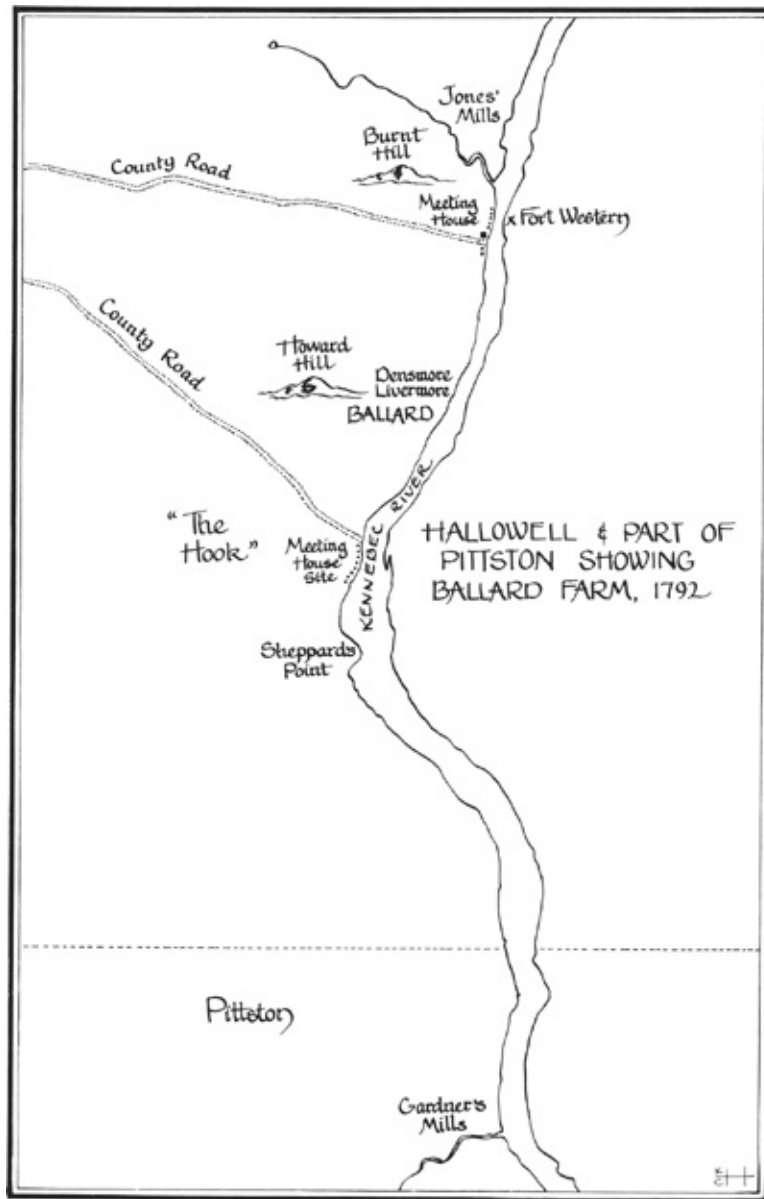 Jones'
Mills
Burnt
Hill
County Road
Meeting
House
x Fort Western
County Road
Howard
Hill
Densmore
Livermore
BALLARD
KENNEBEC RIVER
"The
Hook"
Meeting
House
Site
HALLOWELL & PART OF
PITTSTON SHOWING
BALLARD FARM, 1792
Sheppard's
Point
Pittston
Gardner's
Mills